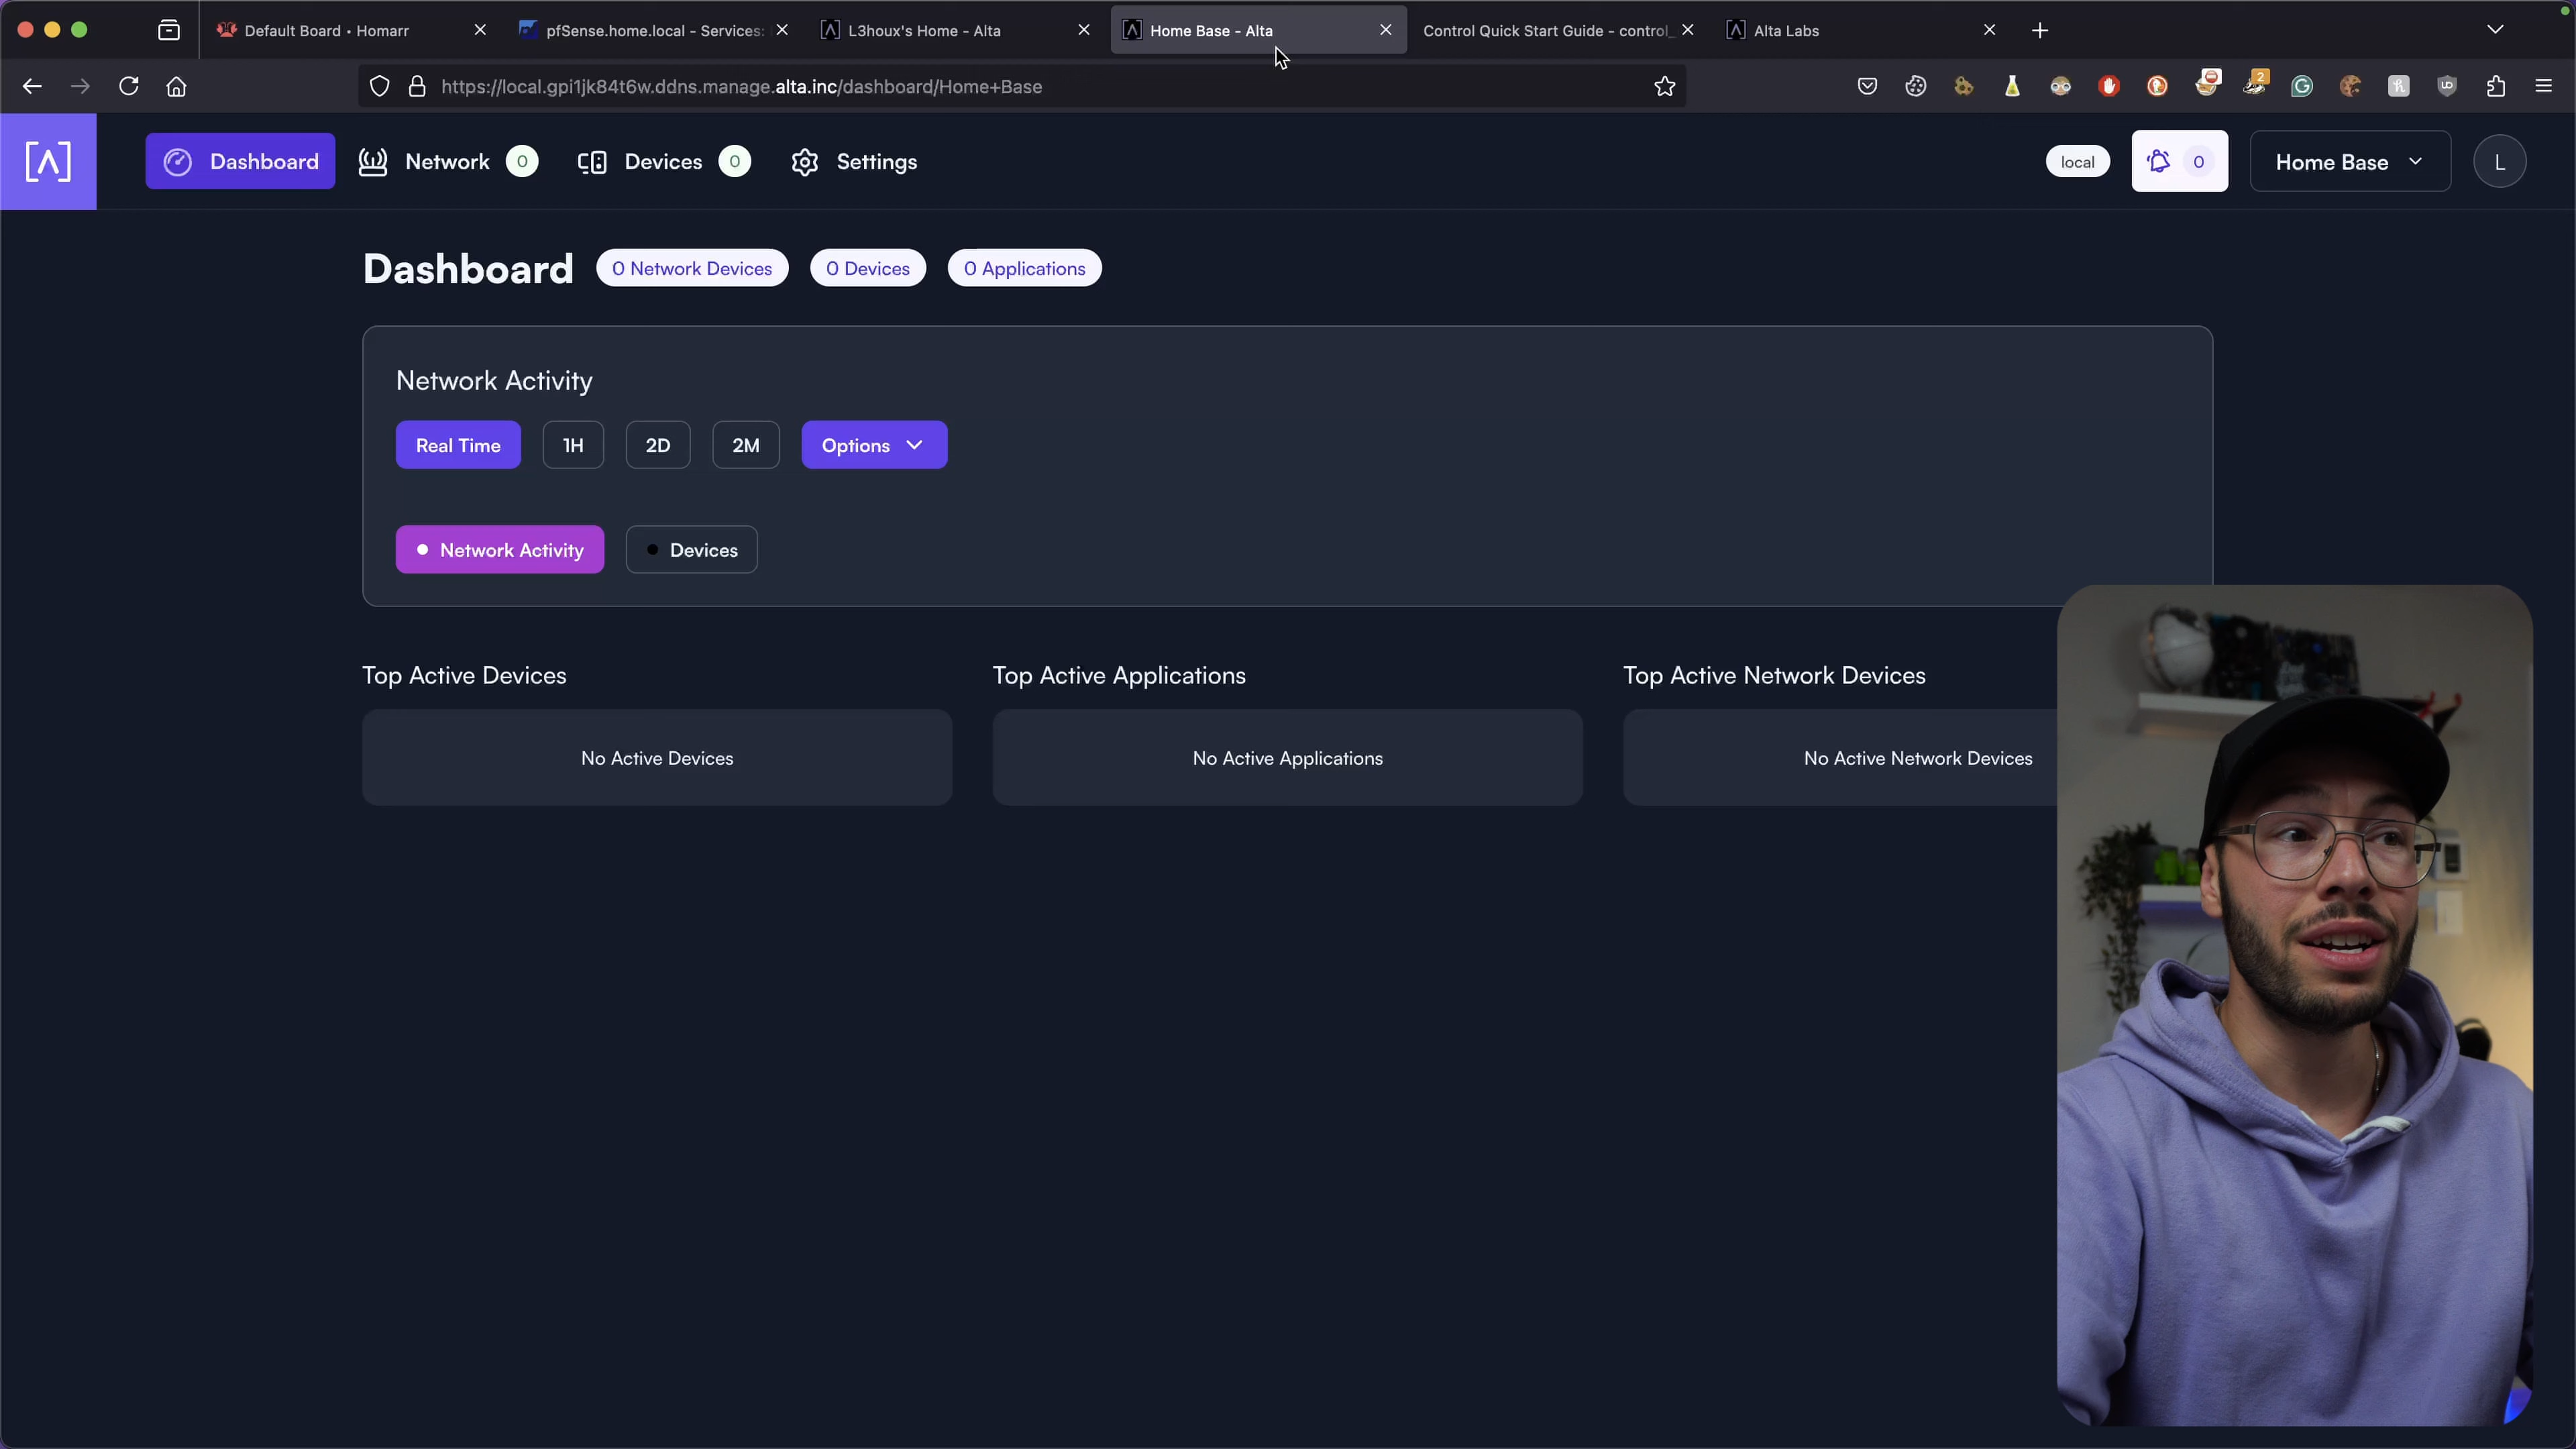 Default Board • Homarr
pfSense.home.local - Services:
L3houx's Home - Alta
Home Base - Alta
Control Quick Start Guide - control_
Alta Labs
https://local.gpi1jk84t6w.ddns.manage.alta.inc/dashboard/Home+Base
2
Dashboard
Network 0
Devices 0
Settings
local
0
Home Base
L
Dashboard
0 Network Devices
0 Devices
0 Applications
Network Activity
Real Time
1H
2D
2M
Options
Network Activity
Devices
Top Active Devices
No Active Devices
Top Active Applications
No Active Applications
Top Active Network Devices
No Active Network Devices